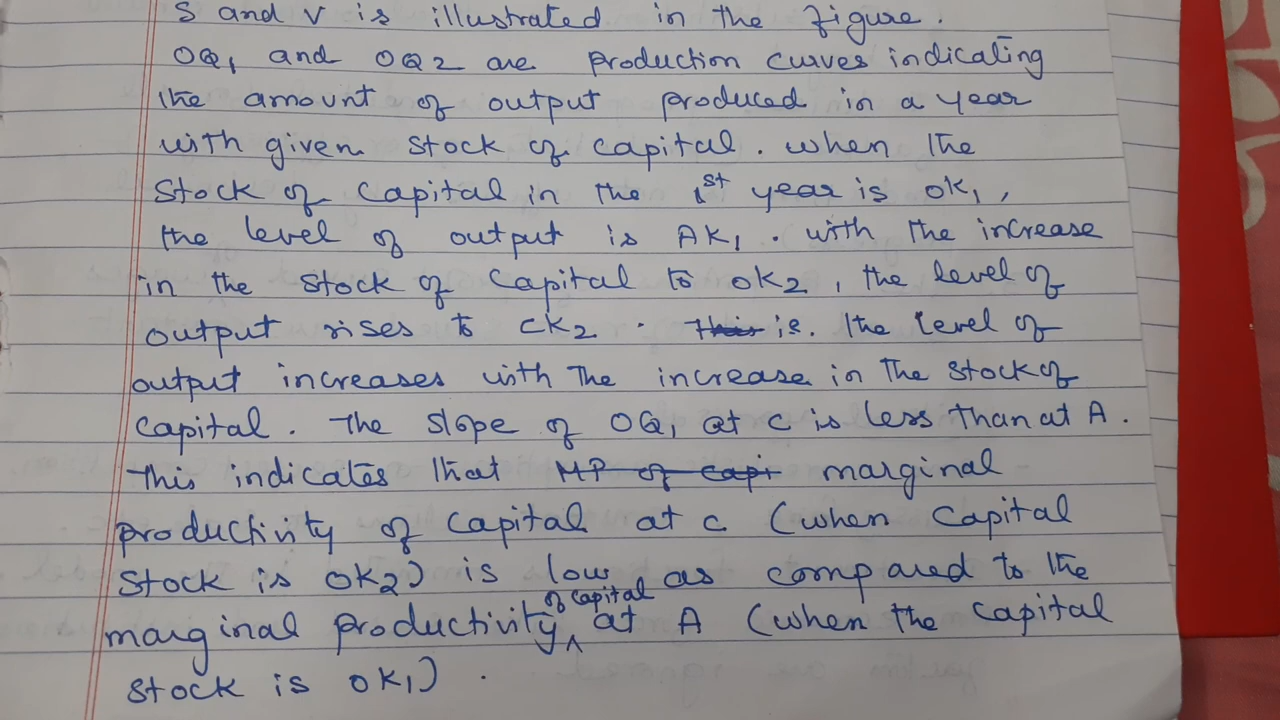 S and V is illustrated in the figure.
OQ1 and OQ2 are production curves indicating
the amount of output produced in a year
with given stock of capital. when the
Stock of capital in the 1st year is OK1,
the level of output is AK1. with the increase
in the stock of capital to OK2, the level of
output rises to CK2. This is. The level of
output increases with The increase in The stock of
capital. The slope of OQ1 at C is less than at A.
This indicates that MP of capi marginal
productivity of capital at C (when capital
stock is OK2) is low as compared to the
marginal productivity of capital at A (when the capital
stock is OK1).